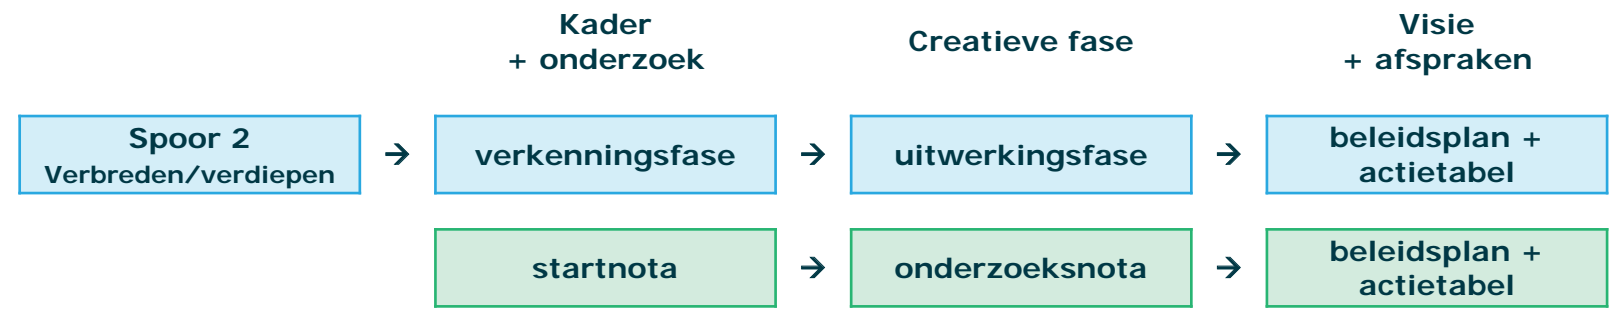 Kader
+ onderzoek
Creatieve fase
Visie
+ afspraken
Spoor 2
Verbreden/verdiepen
→
verkenningsfase
→
uitwerkingsfase
→
beleidsplan +
actietabel
startnota
→
onderzoeksnota
→
beleidsplan +
actietabel